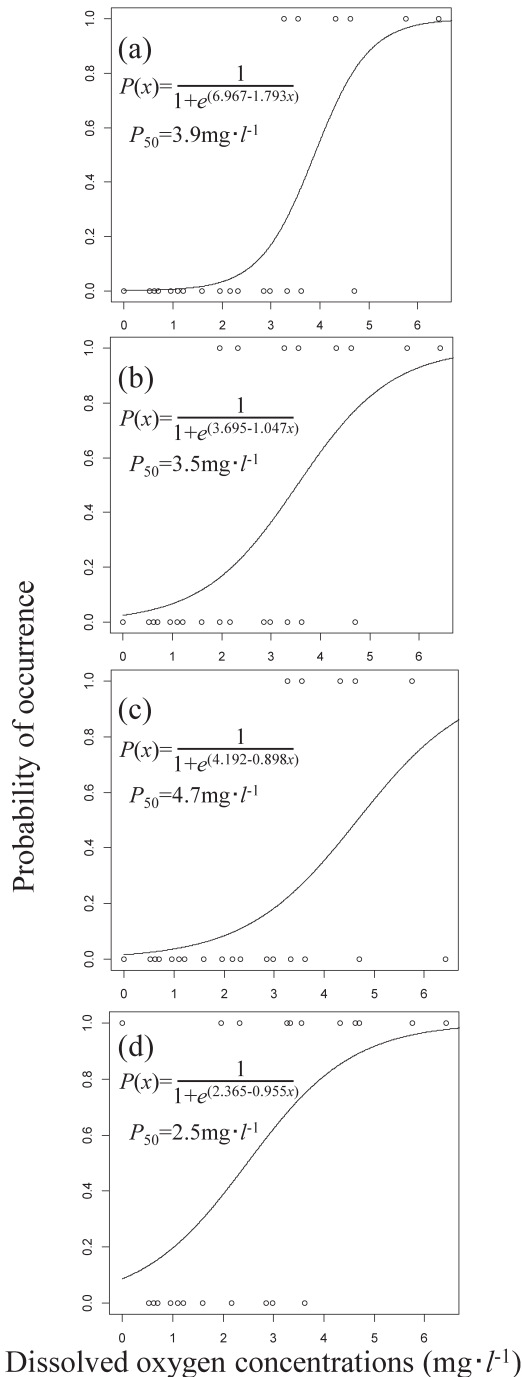 (a)
P(x)=1/1+e(6.967-1.793x)
P50=3.9mg·l-1
1.0
0.8
0.6
0.4
0.2
0.0
0 1 2 3 4 5 6
(b)
P(x)=1/1+e(3.695-1.047x)
P50=3.5mg·l-1
1.0
0.8
0.6
0.4
0.2
0.0
0 1 2 3 4 5 6
(c)
P(x)=1/1+e(4.192-0.898x)
P50=4.7mg·l-1
1.0
0.8
0.6
0.4
0.2
0.0
0 1 2 3 4 5 6
(d)
P(x)=1/1+e(2.365-0.955x)
P50=2.5mg·l-1
1.0
0.8
0.6
0.4
0.2
0.0
0 1 2 3 4 5 6
Probability of occurrence
Dissolved oxygen concentrations (mg·l-1)